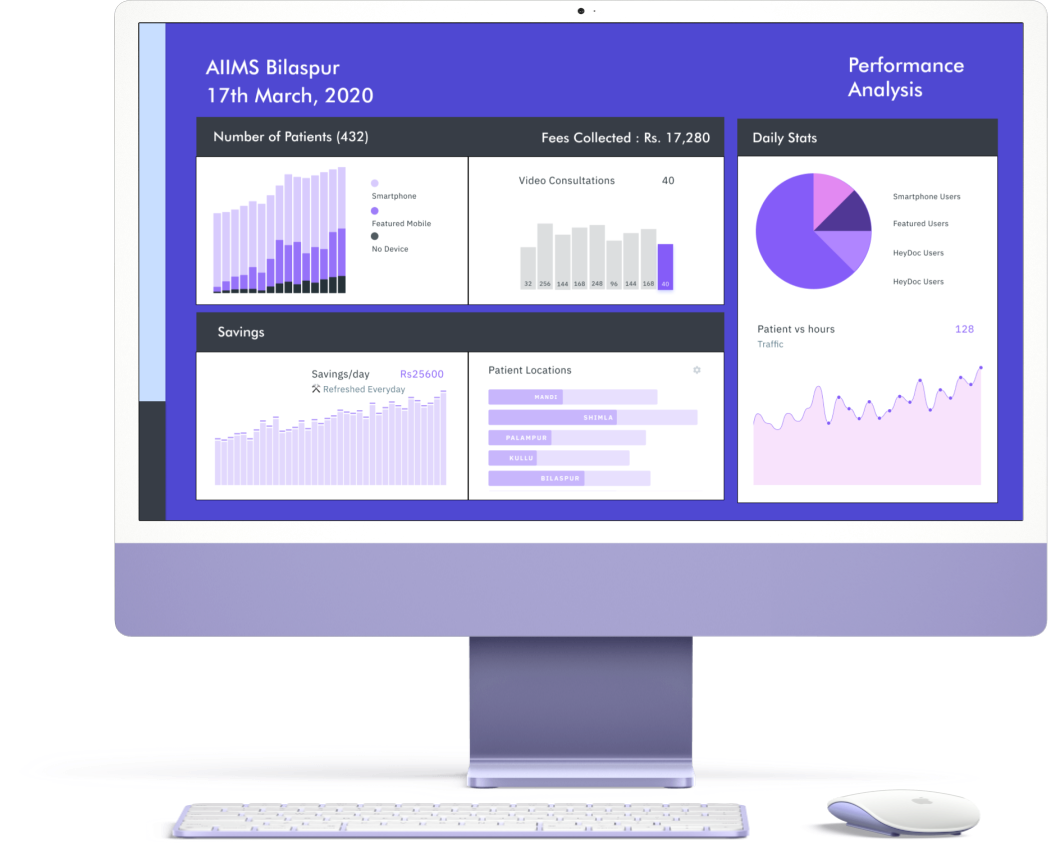 AIIMS Bilaspur
17th March, 2020
Performance
Analysis
Number of Patients (432)
Fees Collected : Rs. 17,280
Smartphone
Featured Mobile
No Device
Video Consultations 40
32 256 144 168 248 96 144 168 40
Daily Stats
Smartphone Users
Featured Users
HeyDoc Users
HeyDoc Users
Patient vs hours 128
Traffic
Savings
Savings/day Rs25600
Refreshed Everyday
Patient Locations
MANDI
SHIMLA
PALAMPUR
KULLU
BILASPUR